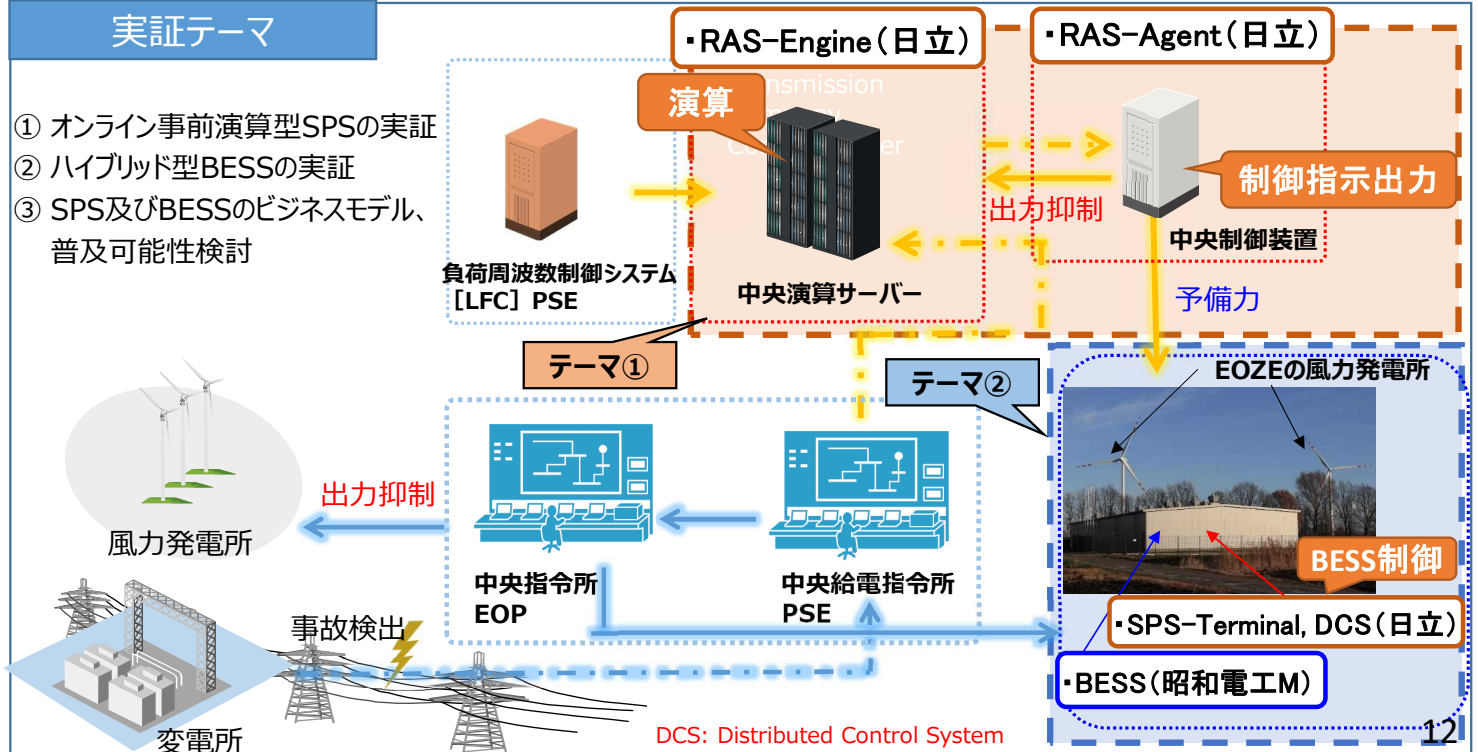 実証テーマ
・RAS-Engine（日立）
・RAS-Agent（日立）
① オンライン事前演算型SPSの実証
② ハイブリッド型BESSの実証
③ SPS及びBESSのビジネスモデル、
普及可能性検討
演算
制御指示出力
出力抑制
中央制御装置
負荷周波数制御システム
［LFC］PSE
中央演算サーバー
予備力
テーマ①
テーマ②
EOZEの風力発電所
出力抑制
風力発電所
中央指令所
EOP
中央給電指令所
PSE
BESS制御
事故検出
・SPS-Terminal, DCS（日立）
・BESS（昭和電工M）
変電所
DCS: Distributed Control System
12